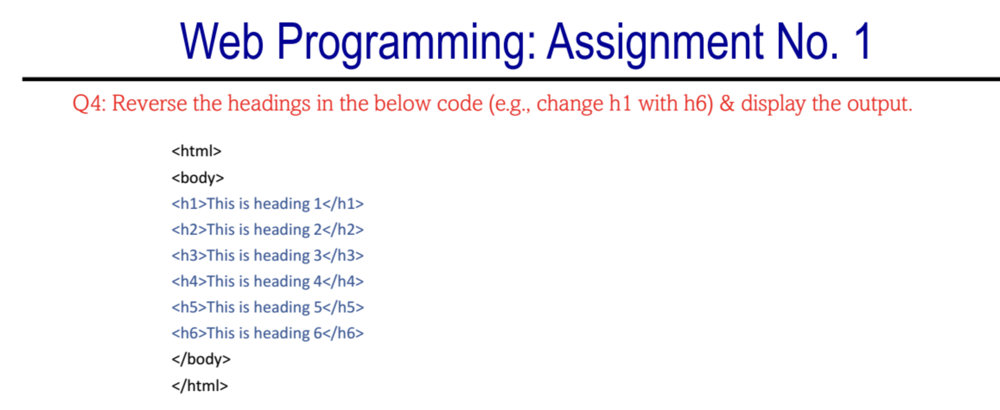 Web Programming: Assignment No. 1
Q4: Reverse the headings in the below code (e.g., change h1 with h6) & display the output.
<html>
<body>
<h1>This is heading 1</h1>
<h2>This is heading 2</h2>
<h3>This is heading 3</h3>
<h4>This is heading 4</h4>
<h5>This is heading 5</h5>
<h6>This is heading 6</h6>
</body>
</html>